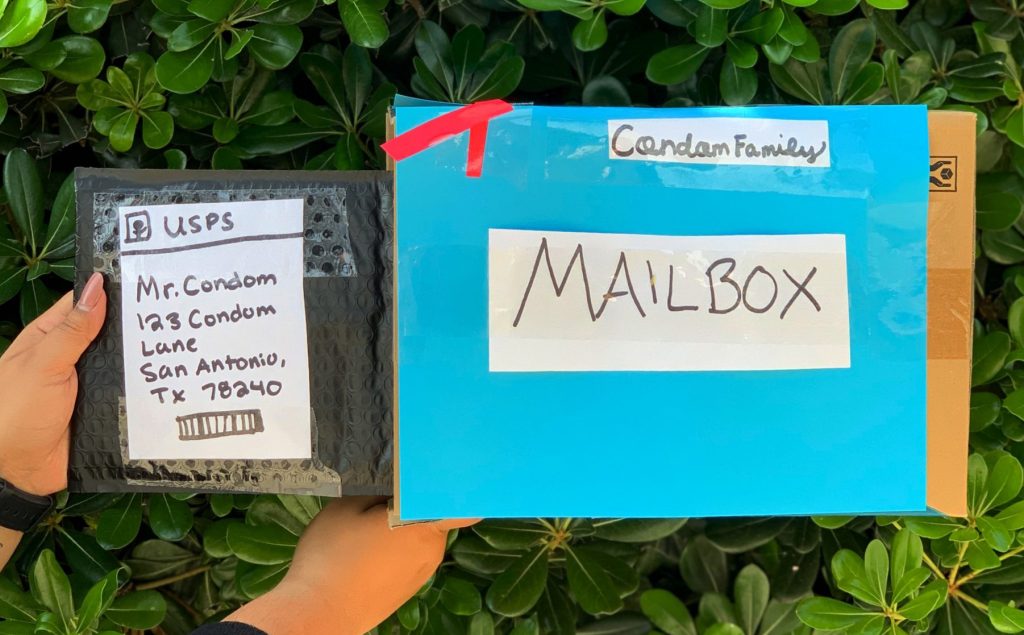 USPS
Mr. Condom
123 Condom
Lane
San Antonio,
Tx 78240
Condam Family
MAILBOX